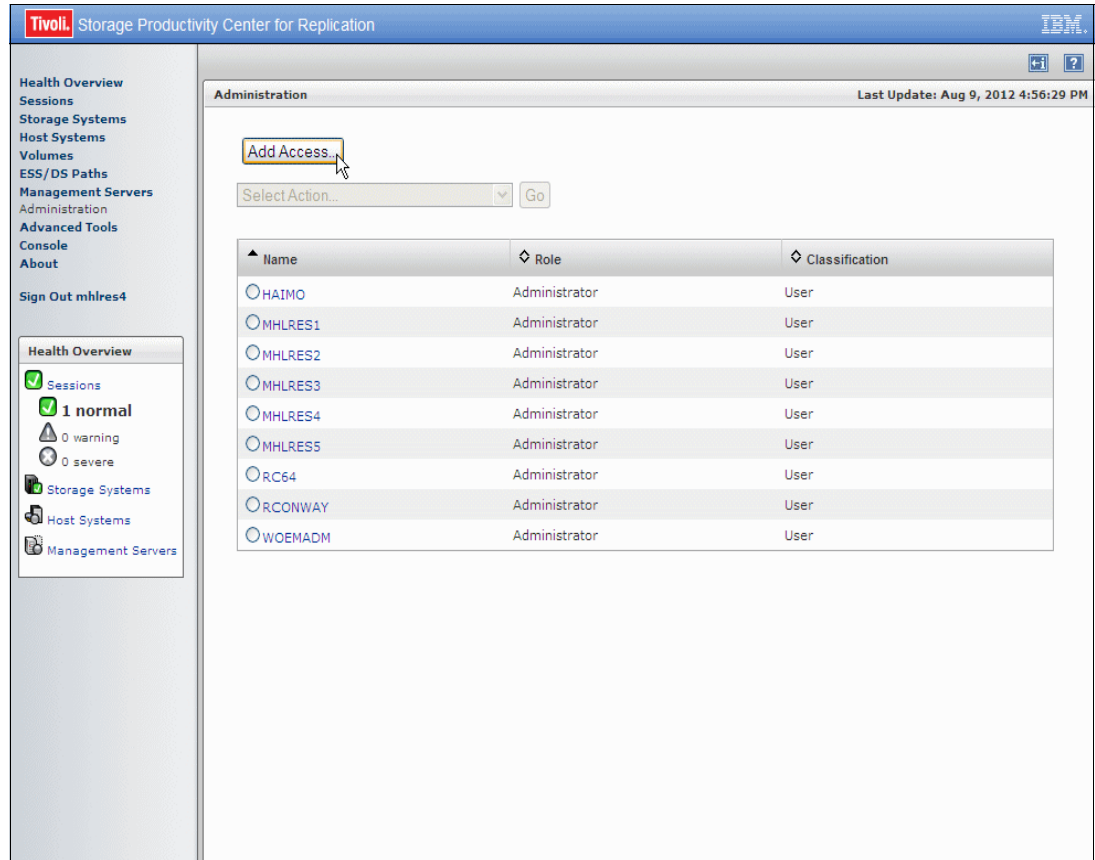 Tivoli. Storage Productivity Center for Replication
IBM.
Health Overview
Sessions
Storage Systems
Host Systems
Volumes
ESS/DS Paths
Management Servers
Administration
Advanced Tools
Console
About
Sign Out mhlres4
Health Overview
Sessions
1 normal
0 warning
0 severe
Storage Systems
Host Systems
Management Servers
i ?
Administration Last Update: Aug 9, 2012 4:56:29 PM
Add Access...
Select Action... Go
Name Role Classification
HAIMO Administrator User
MHLRES1 Administrator User
MHLRES2 Administrator User
MHLRES3 Administrator User
MHLRES4 Administrator User
MHLRES5 Administrator User
RC64 Administrator User
RCONWAY Administrator User
WOEMADM Administrator User